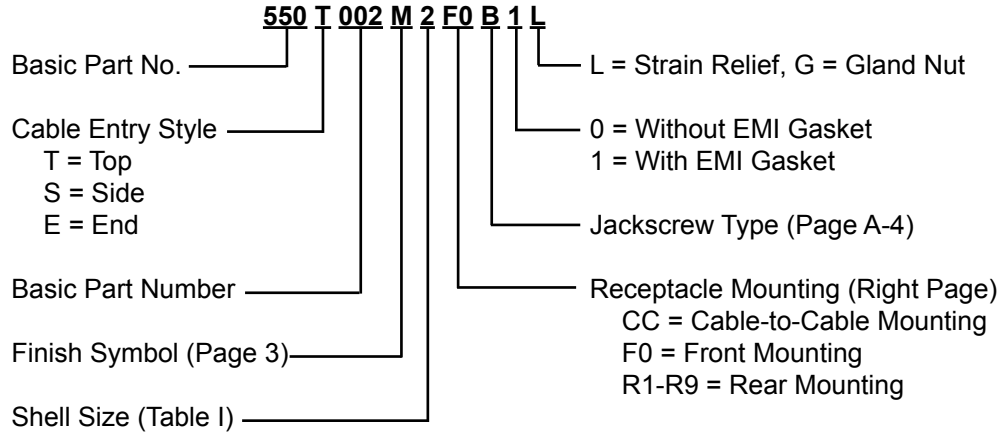 550 T 002 M 2 F0 B 1 L
Basic Part No.
Cable Entry Style
T = Top
S = Side
E = End
Basic Part Number
Finish Symbol (Page 3)
Shell Size (Table I)
L = Strain Relief, G = Gland Nut
0 = Without EMI Gasket
1 = With EMI Gasket
Jackscrew Type (Page A-4)
Receptacle Mounting (Right Page)
CC = Cable-to-Cable Mounting
F0 = Front Mounting
R1-R9 = Rear Mounting